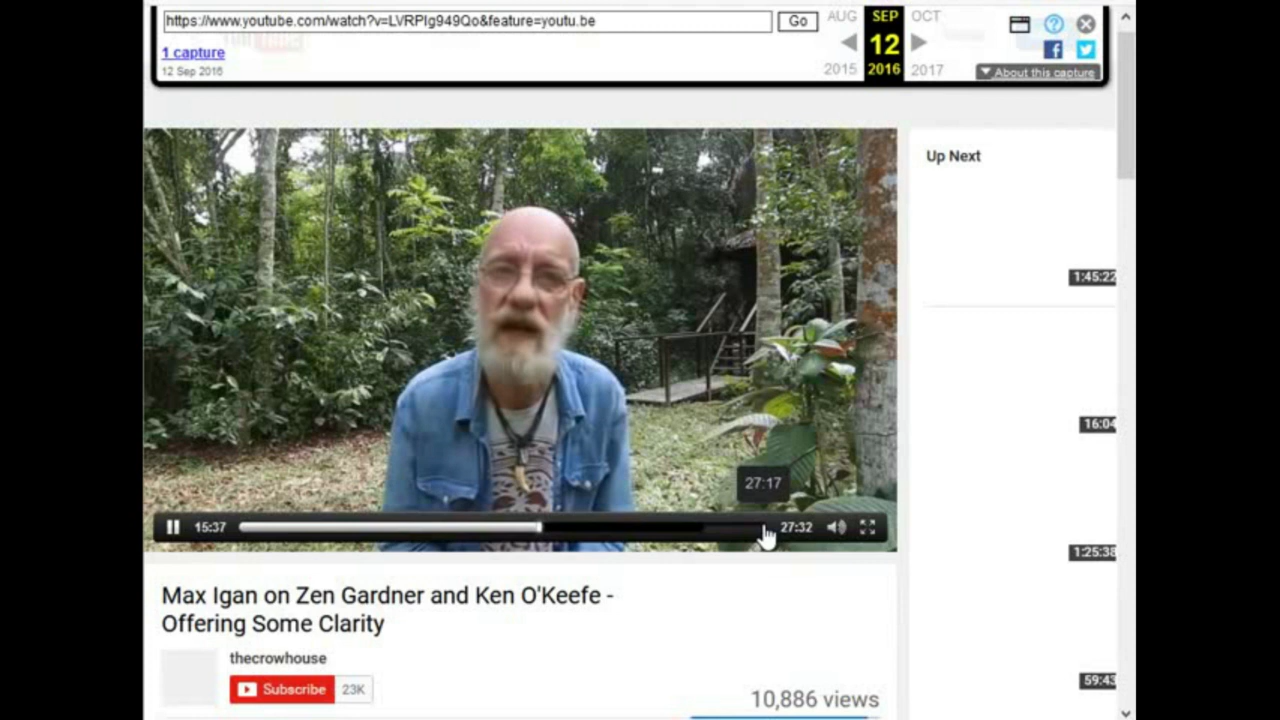 https://www.youtube.com/watch?v=LVRPIg949Qo&feature=youtu.be
Go
AUG
SEP
OCT
1 capture
12
12 Sep 2016
2015
2016
2017
About this capture
Up Next
1:45:22
16:04
27:17
15:37
27:32
1:25:38
Max Igan on Zen Gardner and Ken O'Keefe -
Offering Some Clarity
thecrowhouse
Subscribe
23K
59:43
10,886 views